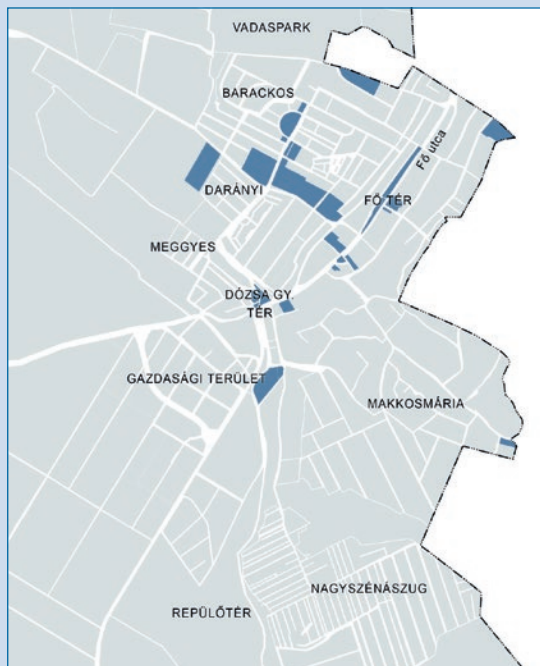 VADASPARK
BARACKOS
Fő utca
DARÁNYI
FŐ TÉR
MEGGYES
DÓZSA GY.
TÉR
GAZDASÁGI TERÜLET
MAKKOSMÁRIA
NAGYSZÉNÁSZUG
REPÜLŐTÉR